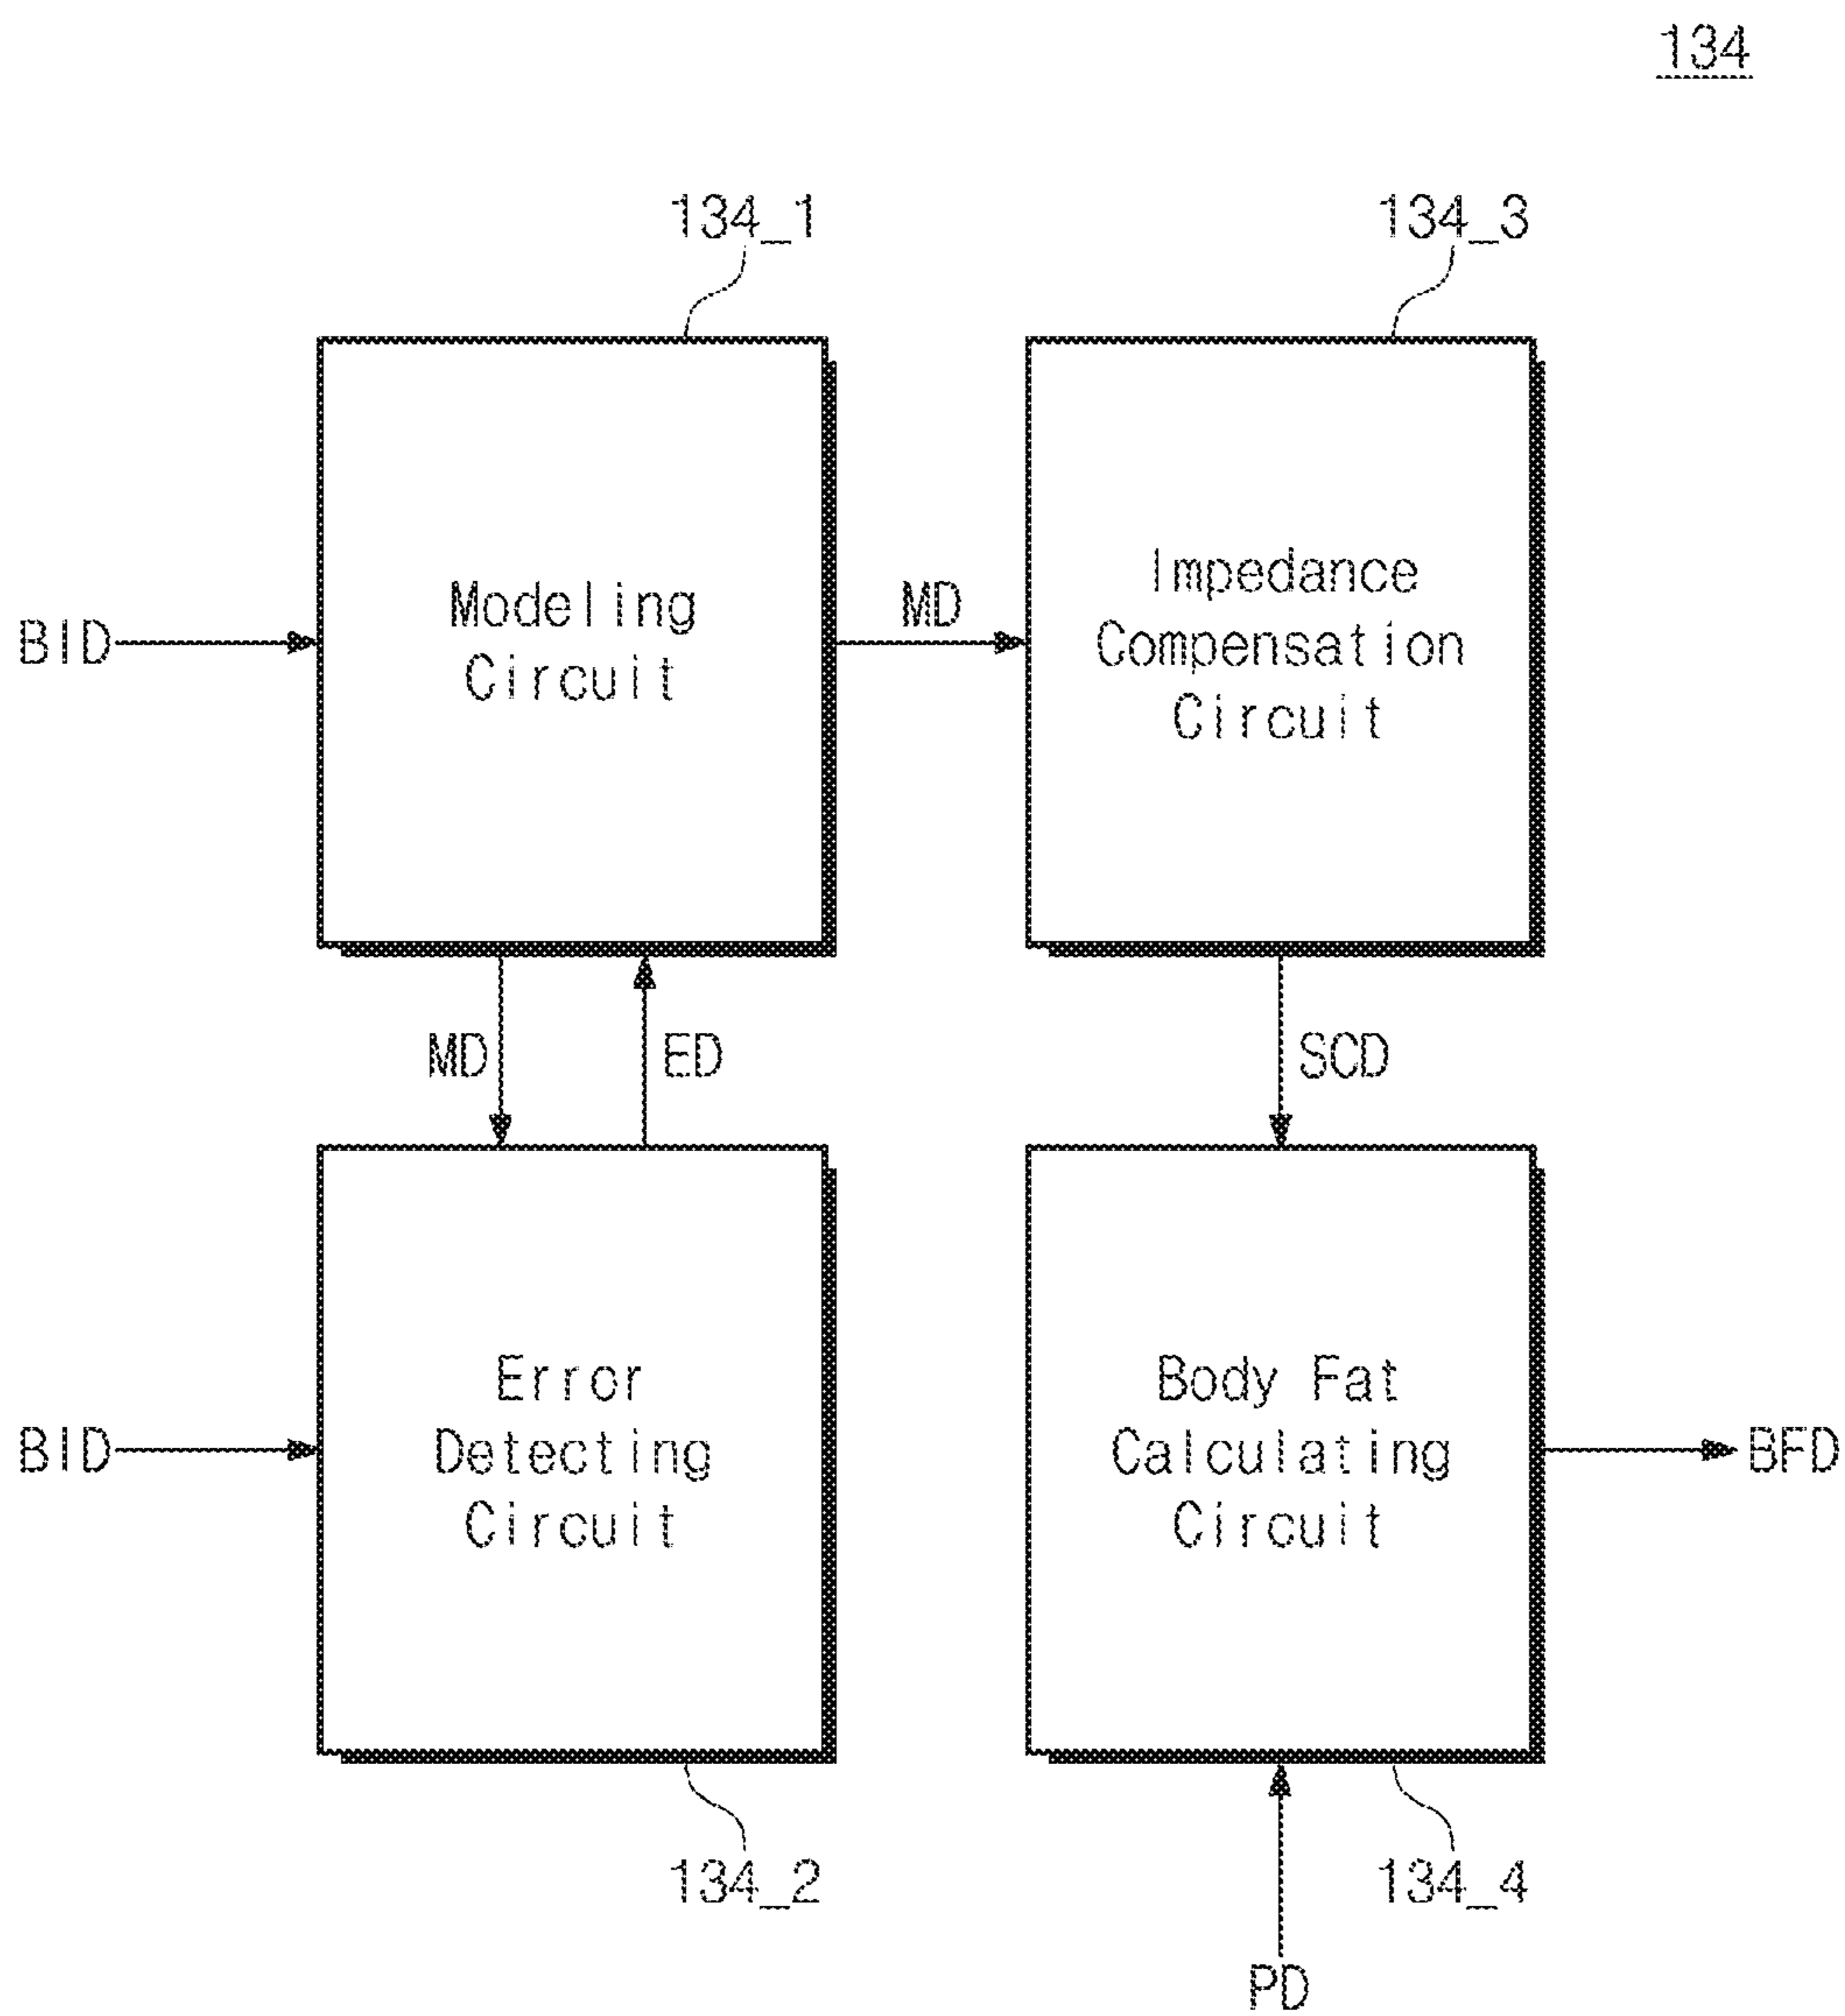 134
134_1
134_3
Modeling
Circuit
Impedance
Compensation
Circuit
BID
MD
MD
ED
SCD
Error
Detecting
Circuit
Body Fat
Calculating
Circuit
BID
BFD
134_2
134_4
PD